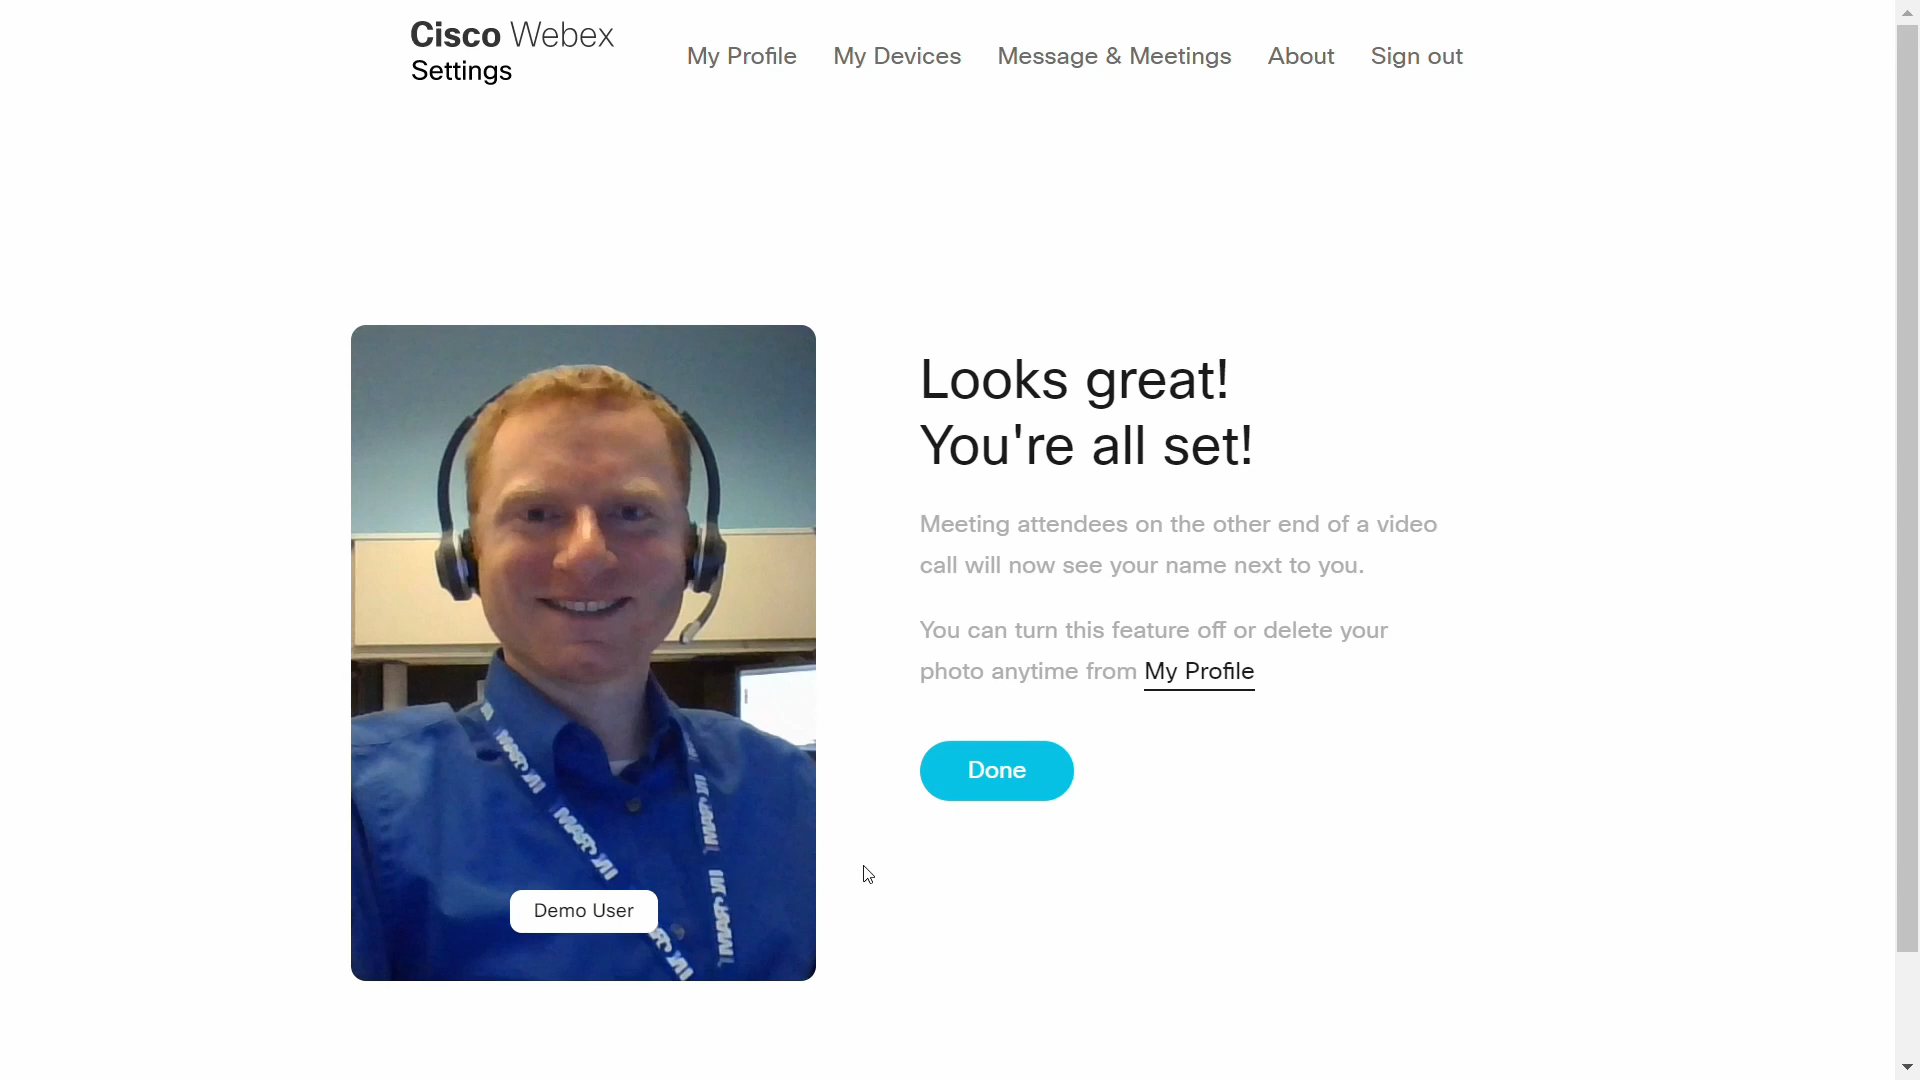 Cisco Webex
Settings
My Profile
My Devices
Message & Meetings
About
Sign out
Looks great!
You're all set!
Meeting attendees on the other end of a video
call will now see your name next to you.
You can turn this feature off or delete your
photo anytime from My Profile
Done
Demo User